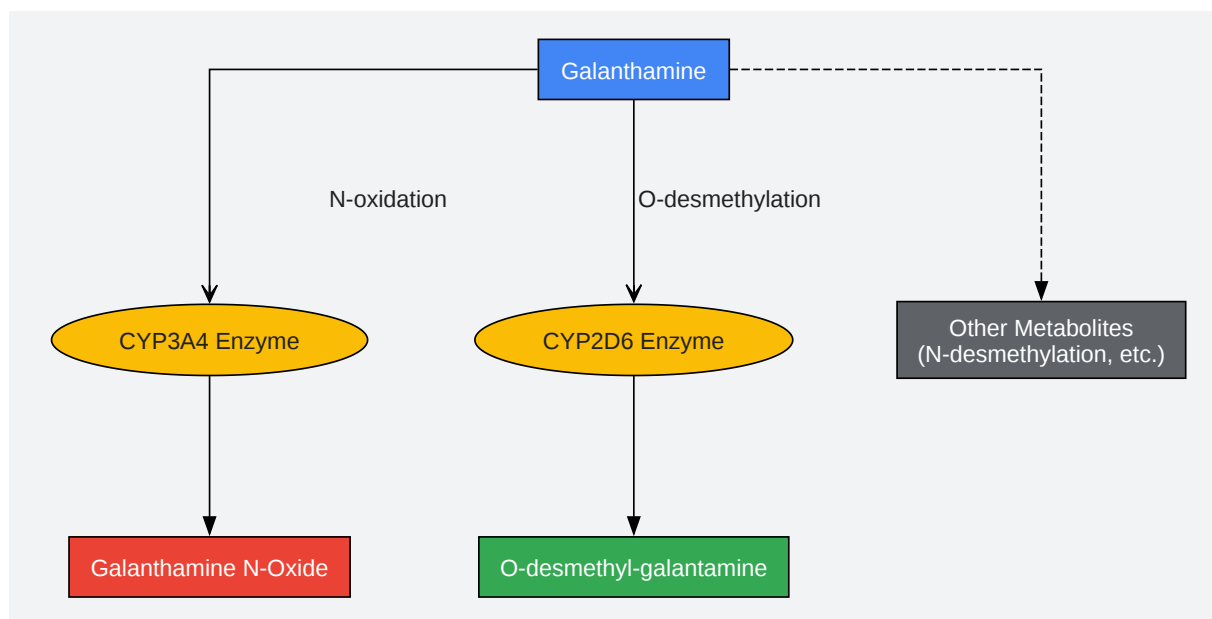 Galanthamine
N-oxidation
O-desmethylation
CYP3A4 Enzyme
CYP2D6 Enzyme
Other Metabolites
(N-desmethylation, etc.)
Galanthamine N-Oxide
O-desmethyl-galantamine